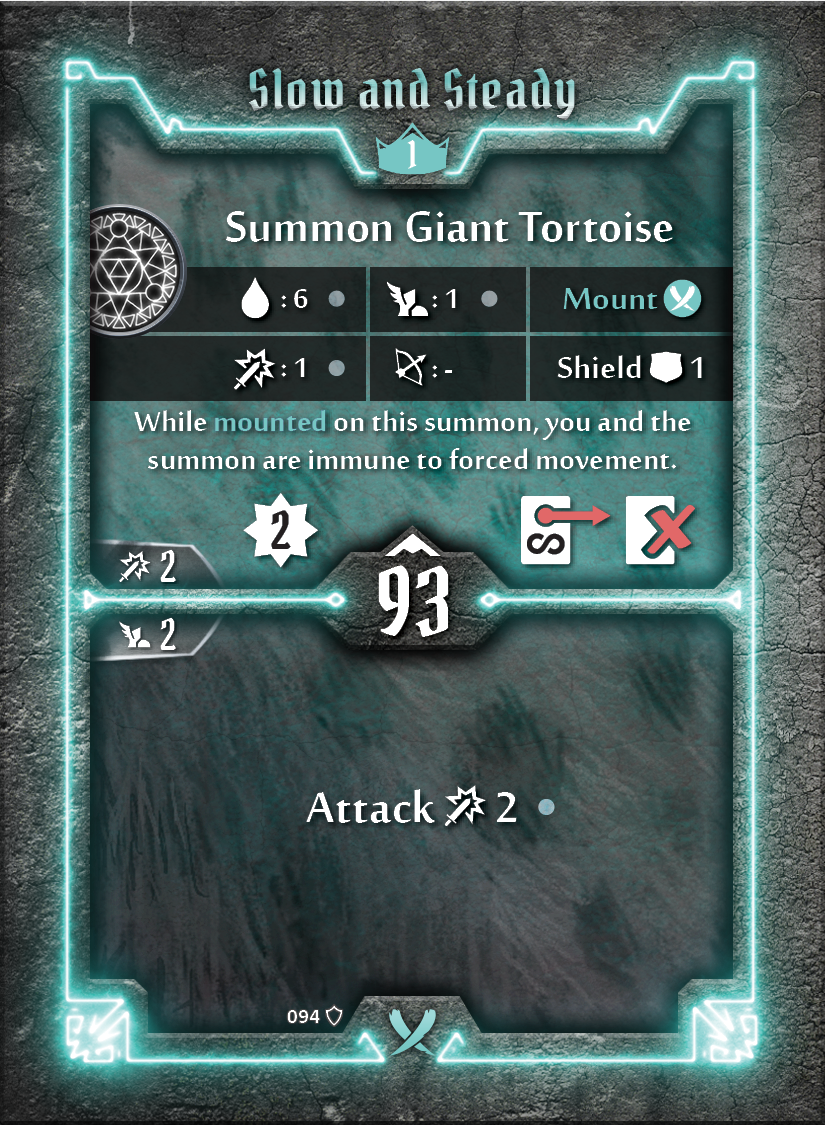 Slow and Steady
1
Summon Giant Tortoise
: 6 : 1 Mount
: 1 : - Shield 1
While mounted on this summon, you and the
summon are immune to forced movement.
2
2
93
2
Attack 2
094